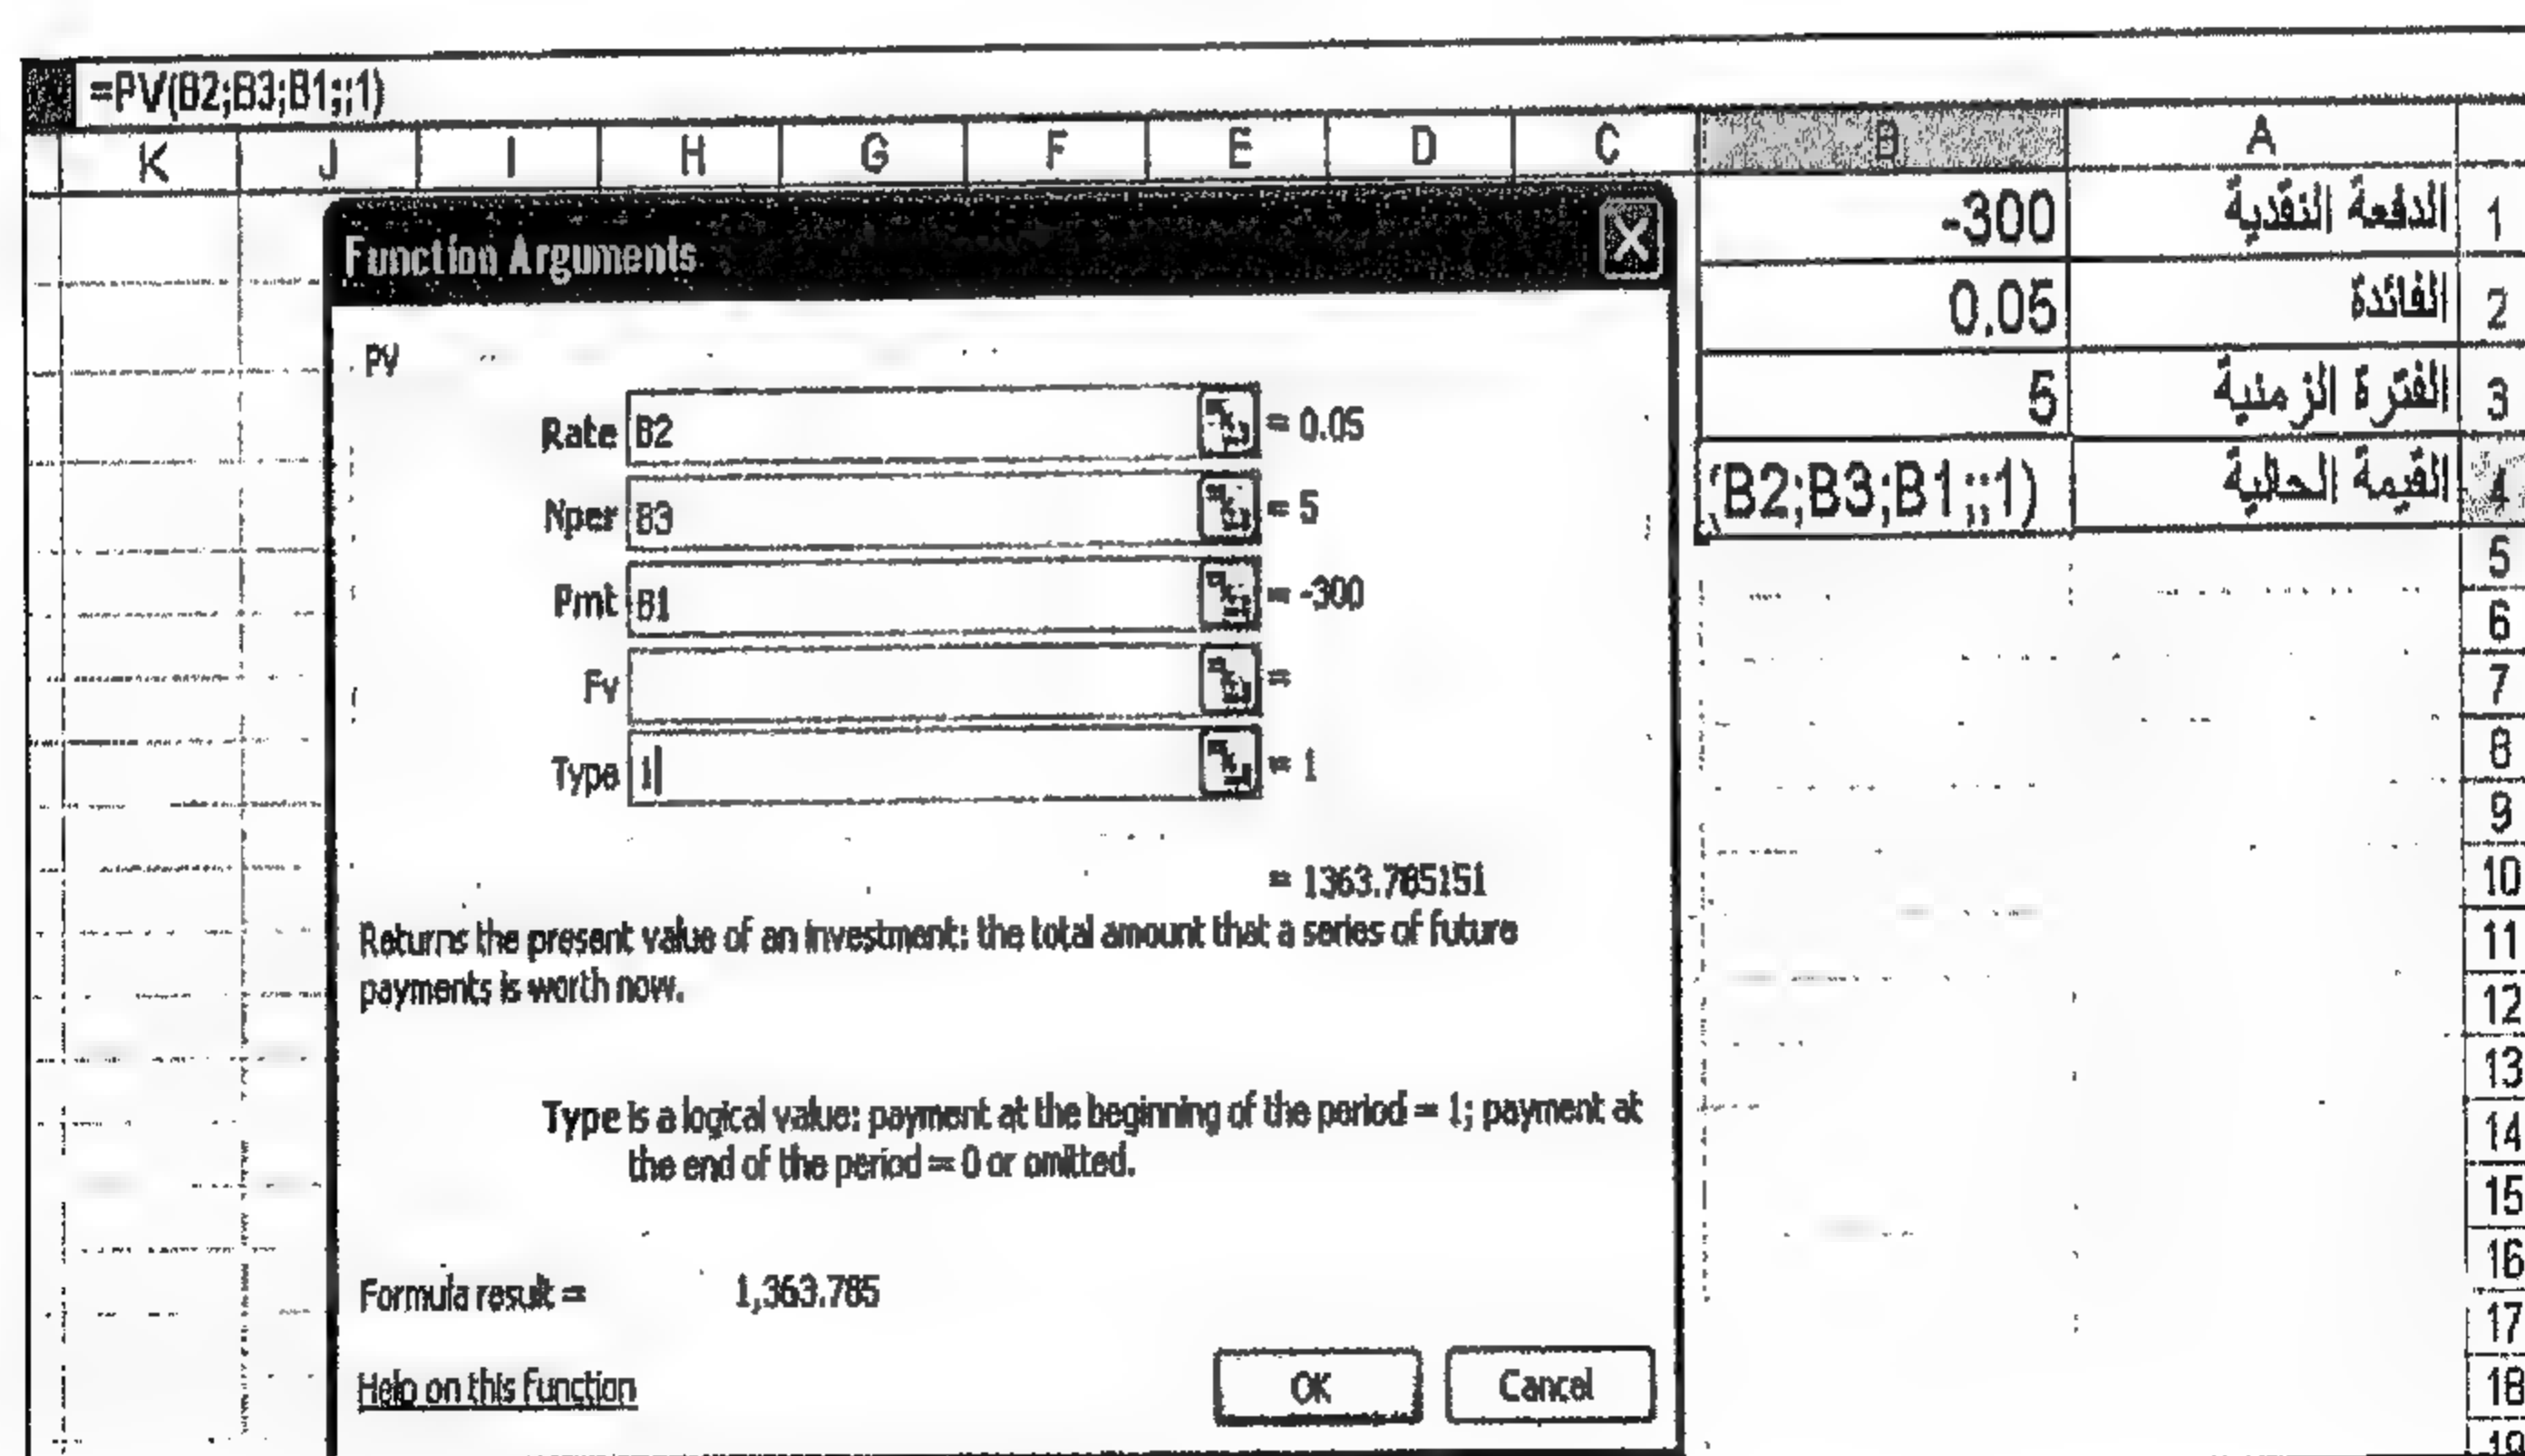 =PV(B2;B3;B1;;1)
K J I H G F E D C B A
-300 الدفعة النقدية 1
0.05 الفائدة 2
5 الفترة الزمنية 3
(B2;B3;B1;;1) القيمة الحالية 4
5
6
7
8
9
10
11
12
13
14
15
16
17
18
19
Function Arguments
PV
Rate B2 = 0.05
Nper B3 = 5
Pmt B1 = -300
Fv =
Type 1 = 1
= 1363.785151
Returns the present value of an investment: the total amount that a series of future
payments is worth now.
Type is a logical value: payment at the beginning of the period = 1; payment at
the end of the period = 0 or omitted.
Formula result = 1,363.785
Help on this function
OK Cancel